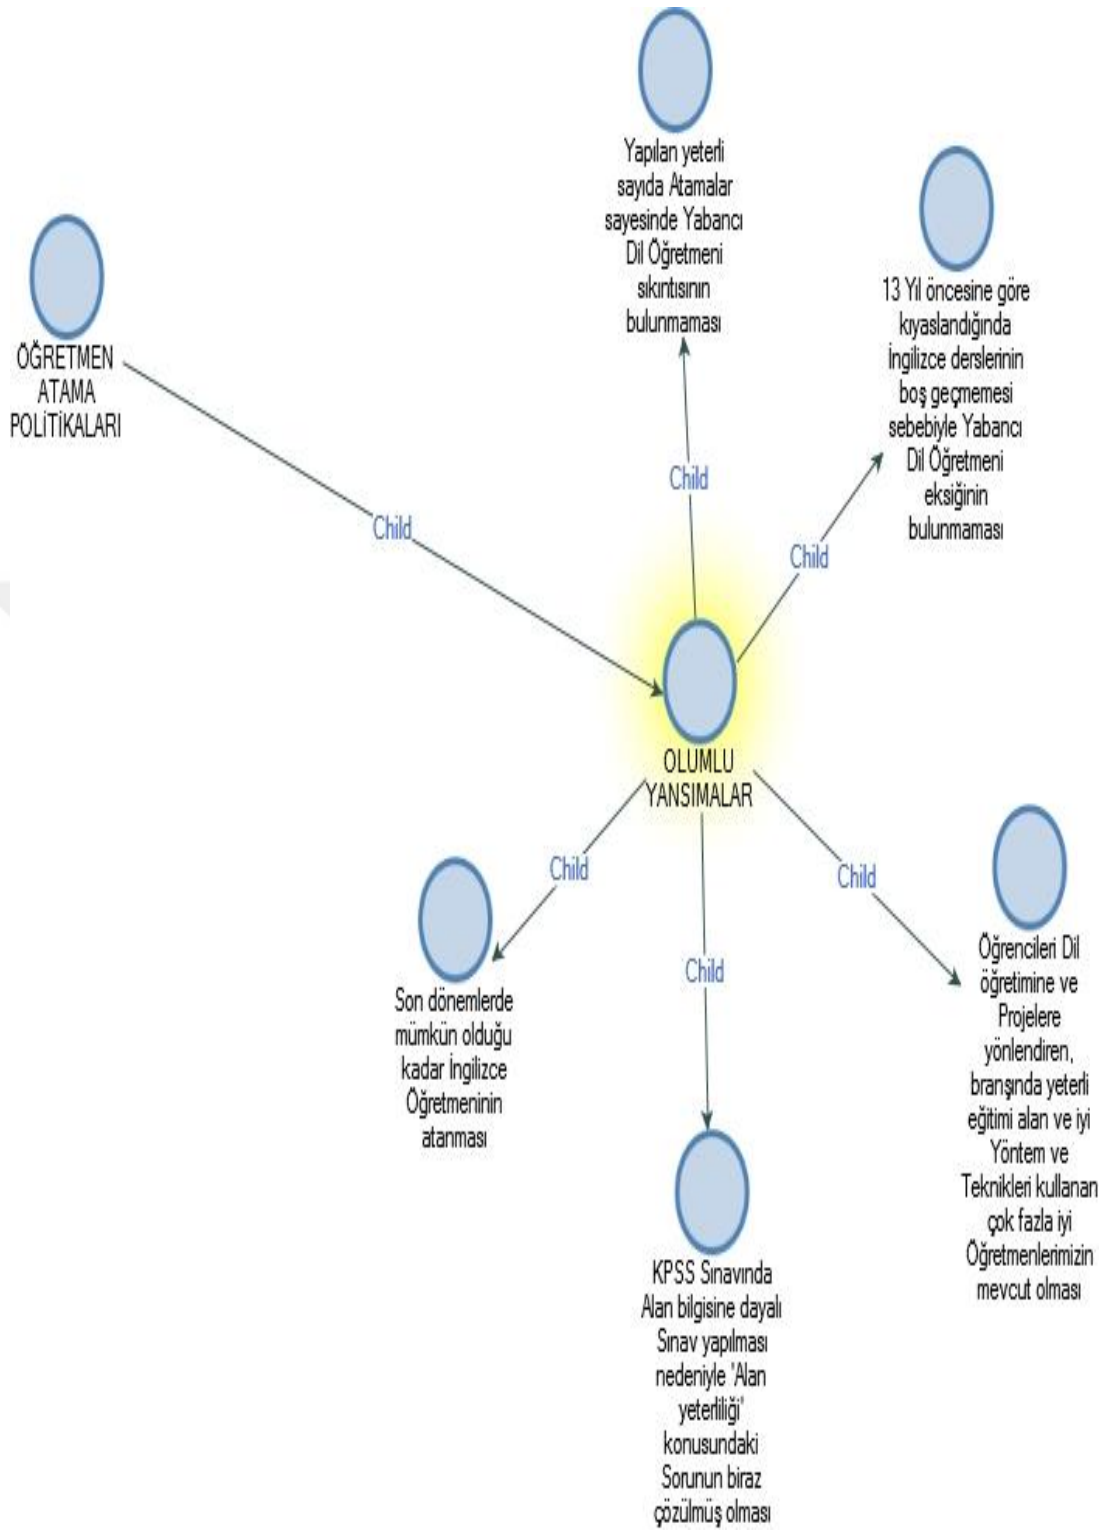 Yapılan yeterli
sayıda Atamalar
sayesinde Yabancı
Dil Öğretmeni
sıkıntısının
bulunmaması
13 Yıl öncesine göre
kıyaslandığında
İngilizce derslerinin
boş geçmemesi
sebebiyle Yabancı
Dil Öğretmeni
eksiğinin
bulunmaması
ÖĞRETMEN
ATAMA
POLİTİKALARI
Child
Child
Child
OLUMLU
YANSIMALAR
Child
Child
Child
Son dönemlerde
mümkün olduğu
kadar İngilizce
Öğretmeninin
atanması
Öğrencileri Dil
öğretimine ve
Projelere
yönlendiren,
branşında yeterli
eğitimi alan ve iyi
Yöntem ve
Teknikleri kullanan
çok fazla iyi
Öğretmenlerimizin
mevcut olması
KPSS Sınavında
Alan bilgisine dayalı
Sınav yapılması
nedeniyle 'Alan
yeterliliği'
konusundaki
Sorunun biraz
çözülmüş olması